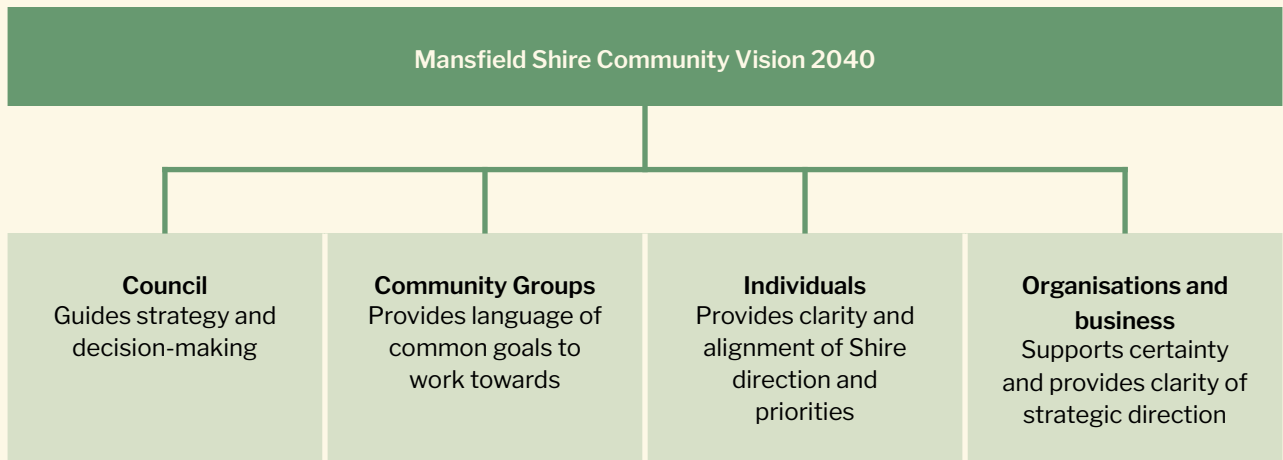 Mansfield Shire Community Vision 2040
Council
Guides strategy and
decision-making
Community Groups
Provides language of
common goals to
work towards
Individuals
Provides clarity and
alignment of Shire
direction and
priorities
Organisations and
business
Supports certainty
and provides clarity of
strategic direction